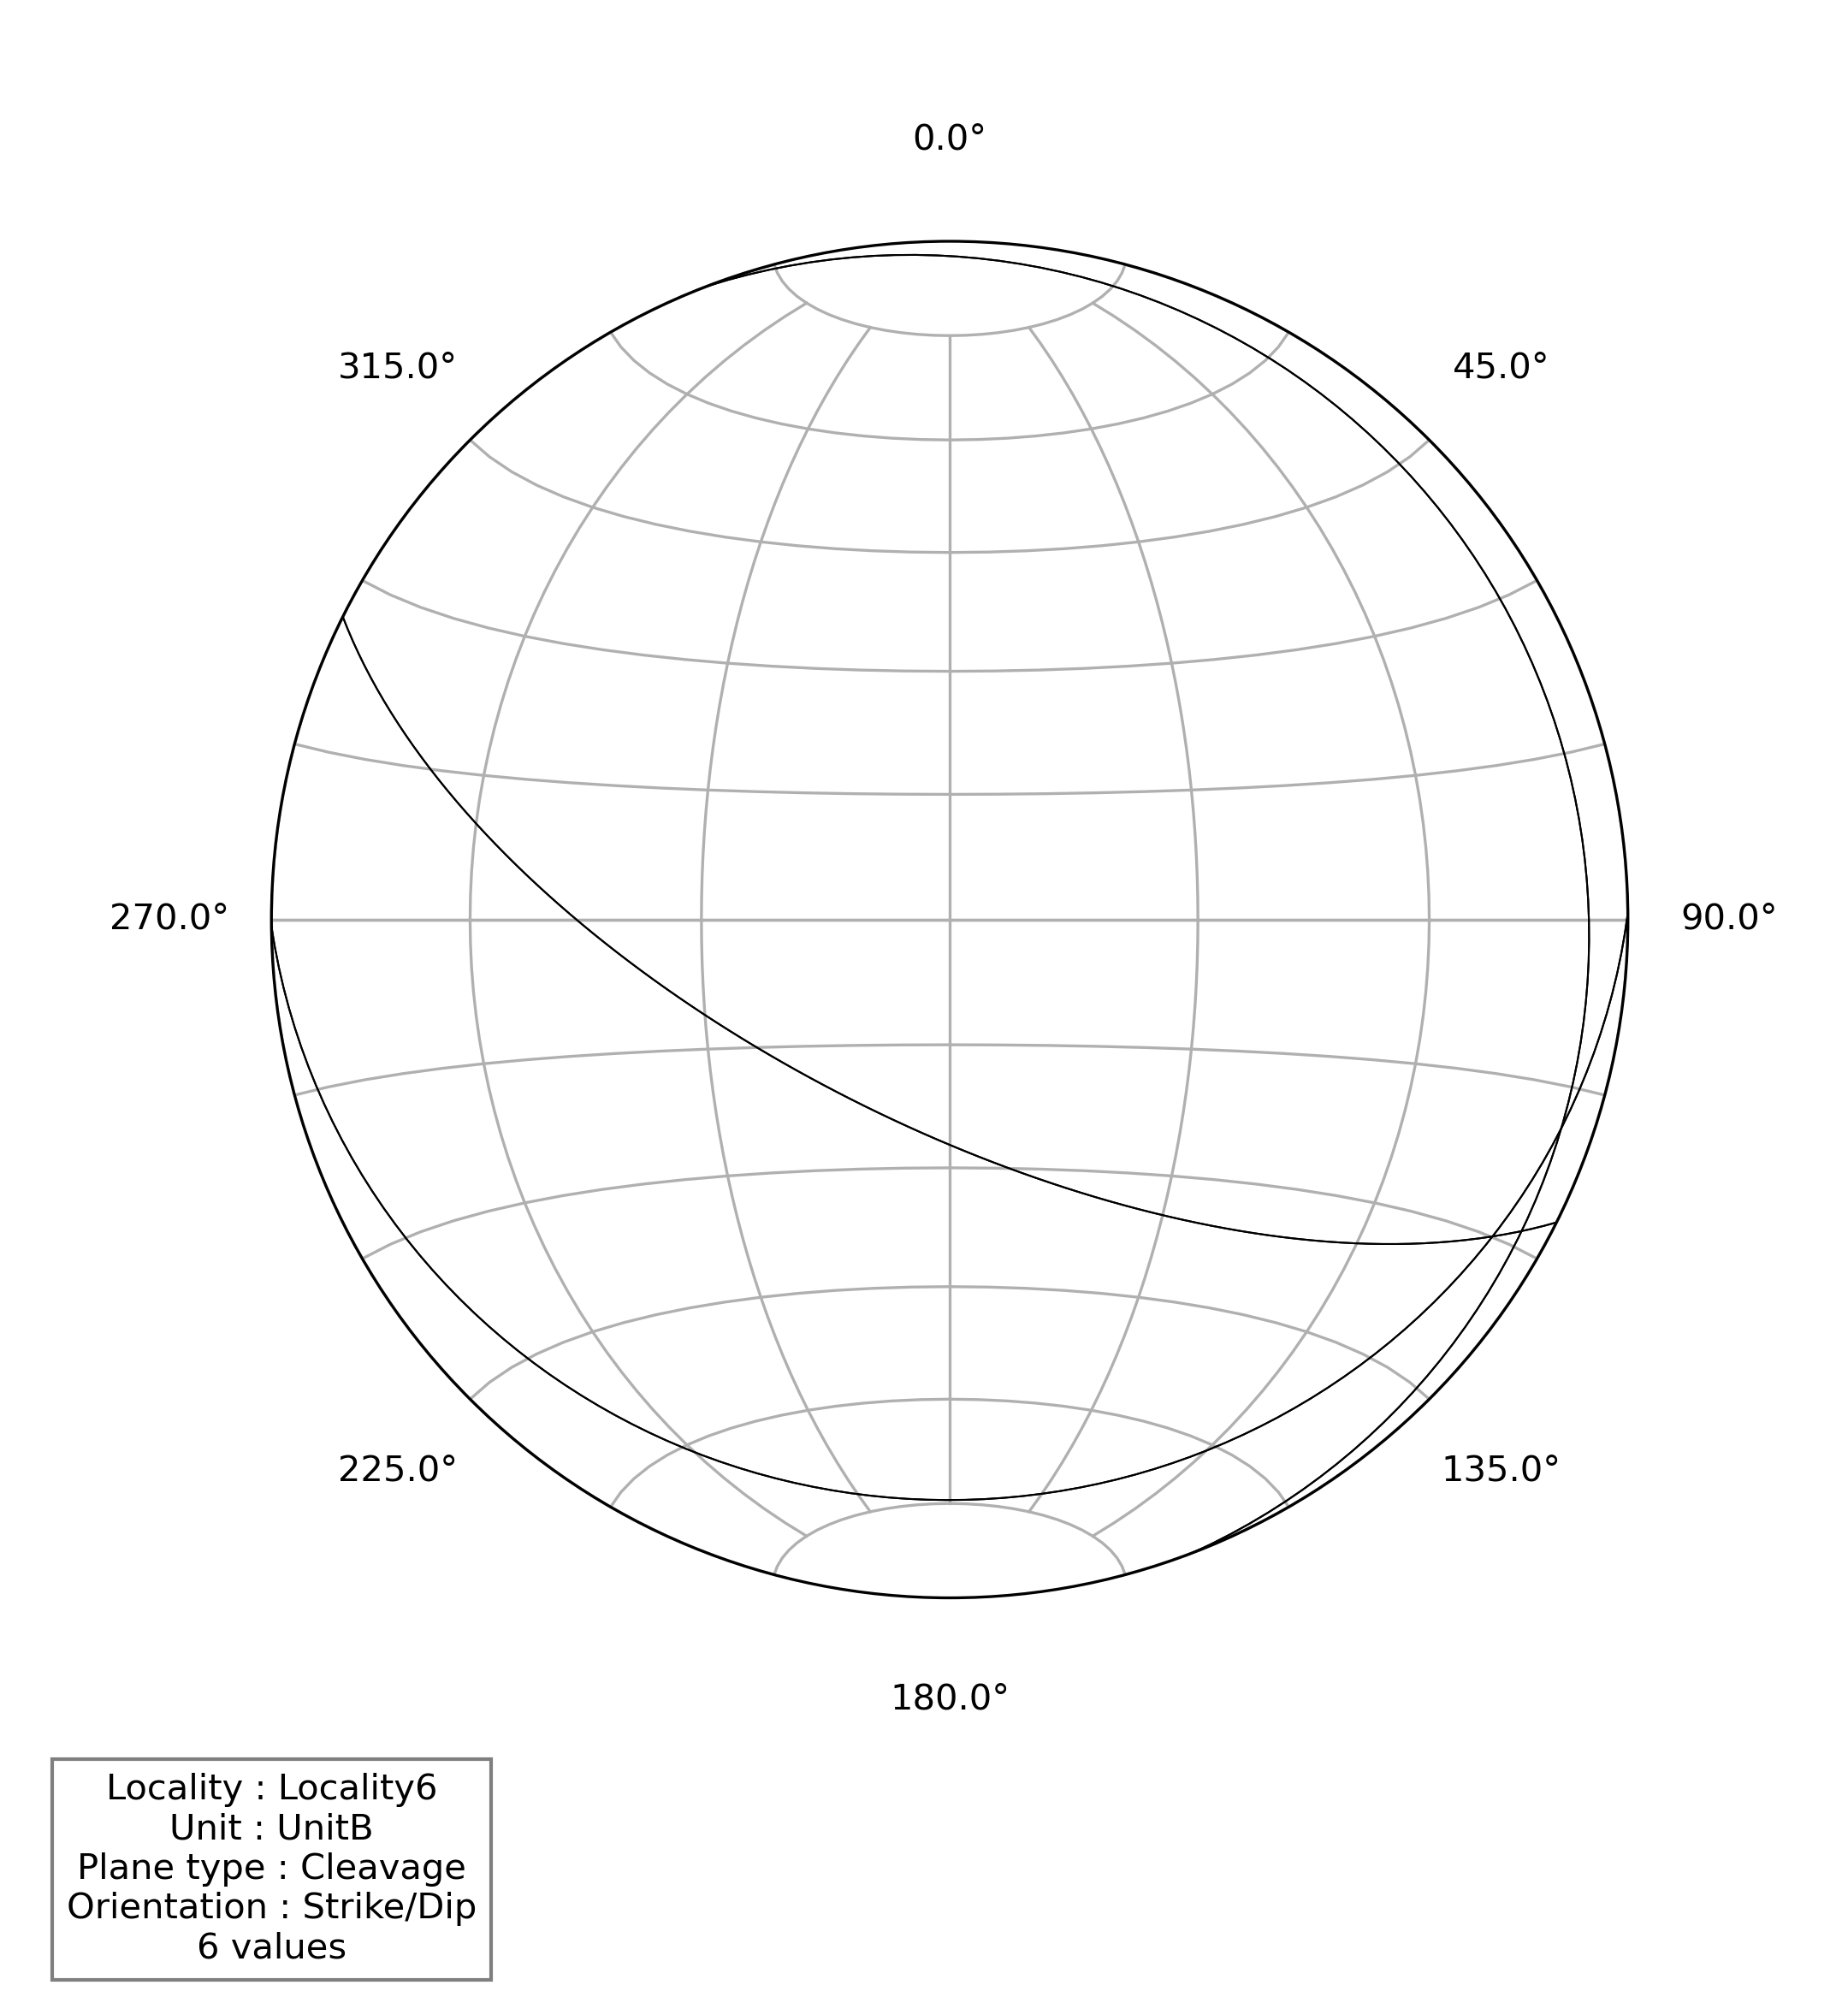 0.0°
315.0°
45.0°
270.0°
90.0°
225.0°
135.0°
180.0°
Locality : Locality6
Unit : UnitB
Plane type : Cleavage
Orientation : Strike/Dip
6 values